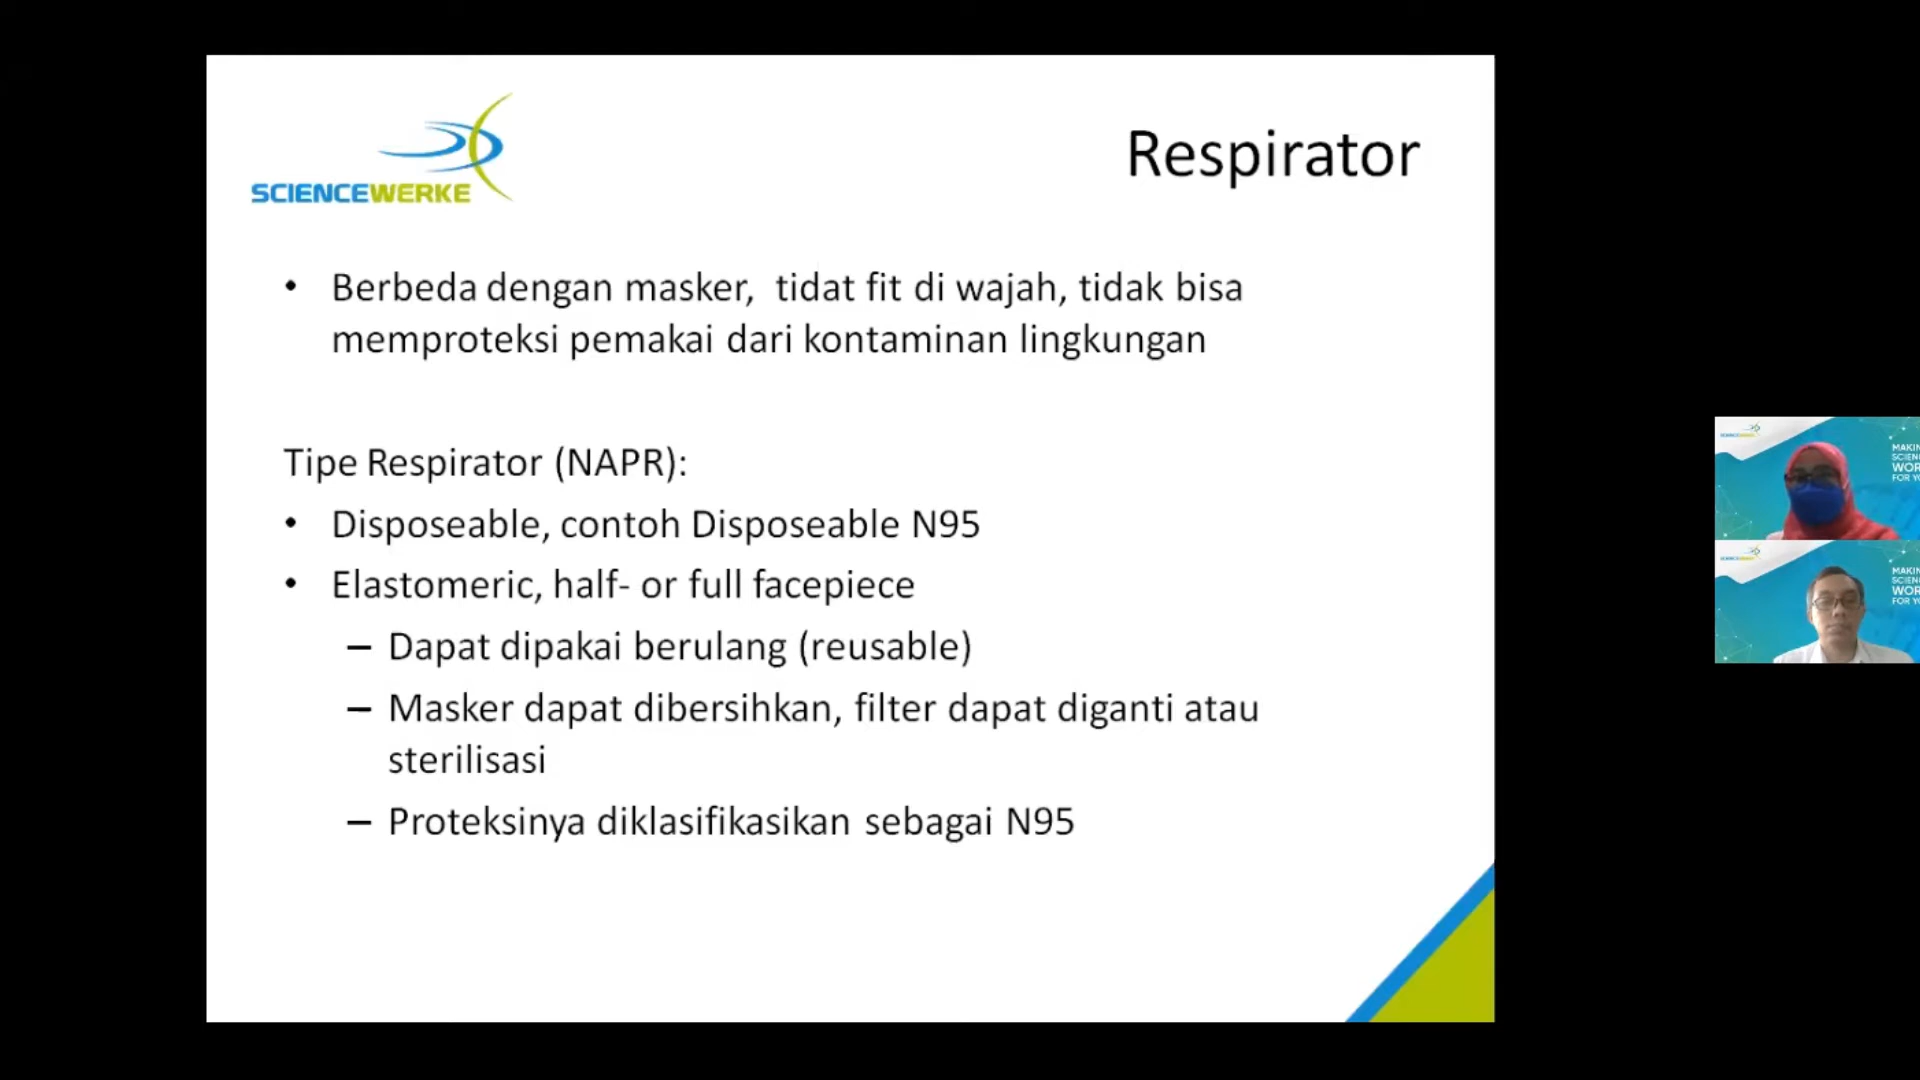 SCIENCEWERKE
Respirator
• Berbeda dengan masker, tidat fit di wajah, tidak bisa
memproteksi pemakai dari kontaminan lingkungan
Tipe Respirator (NAPR):
• Disposeable, contoh Disposeable N95
• Elastomeric, half- or full facepiece
– Dapat dipakai berulang (reusable)
– Masker dapat dibersihkan, filter dapat diganti atau
sterilisasi
– Proteksinya diklasifikasikan sebagai N95